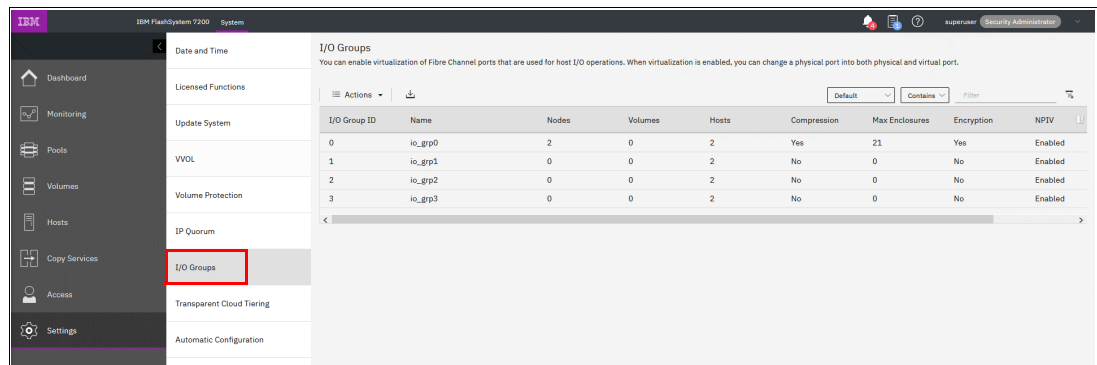 IBM IBM FlashSystem 7200 System 4 1 ? superuser Security Administrator
Dashboard
Monitoring
Pools
Volumes
Hosts
Copy Services
Access
Settings
Date and Time
Licensed Functions
Update System
VVOL
Volume Protection
IP Quorum
I/O Groups
Transparent Cloud Tiering
Automatic Configuration
I/O Groups
You can enable virtualization of Fibre Channel ports that are used for host I/O operations. When virtualization is enabled, you can change a physical port into both physical and virtual port.
Actions Default Contains Filter
I/O Group ID Name Nodes Volumes Hosts Compression Max Enclosures Encryption NPIV
0 io_grp0 2 0 2 Yes 21 Yes Enabled
1 io_grp1 0 0 2 No 0 No Enabled
2 io_grp2 0 0 2 No 0 No Enabled
3 io_grp3 0 0 2 No 0 No Enabled